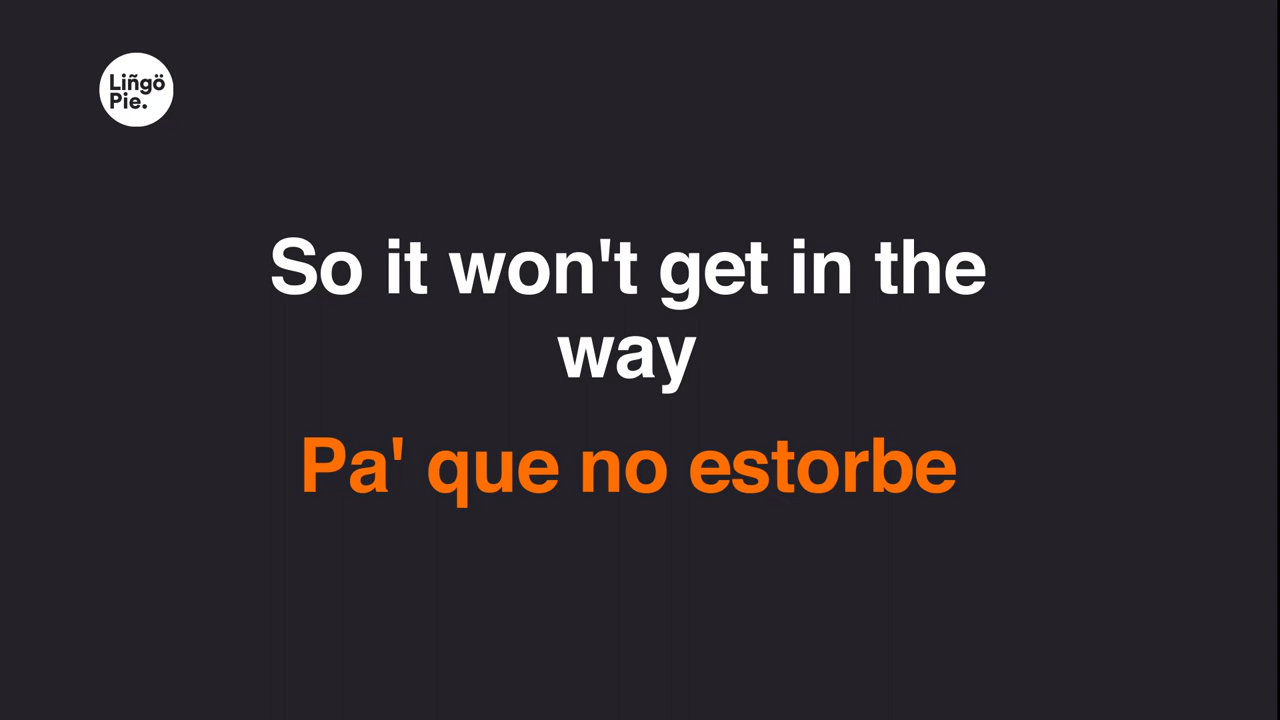 Liñgö
Pie.
So it won't get in the
way
Pa' que no estorbe